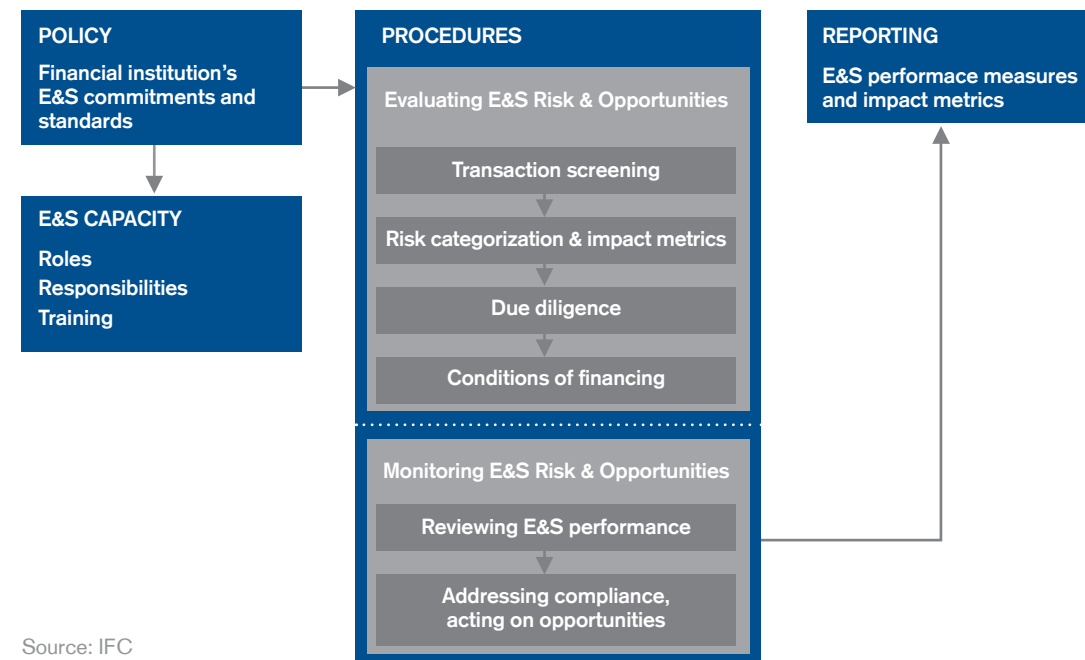 POLICY
Financial institution’s
E&S commitments and
standards
E&S CAPACITY
Roles
Responsibilities
Training
PROCEDURES
Evaluating E&S Risk & Opportunities
Transaction screening
Risk categorization & impact metrics
Due diligence
Conditions of financing
Monitoring E&S Risk & Opportunities
Reviewing E&S performance
Addressing compliance,
acting on opportunities
REPORTING
E&S performace measures
and impact metrics
Source: IFC